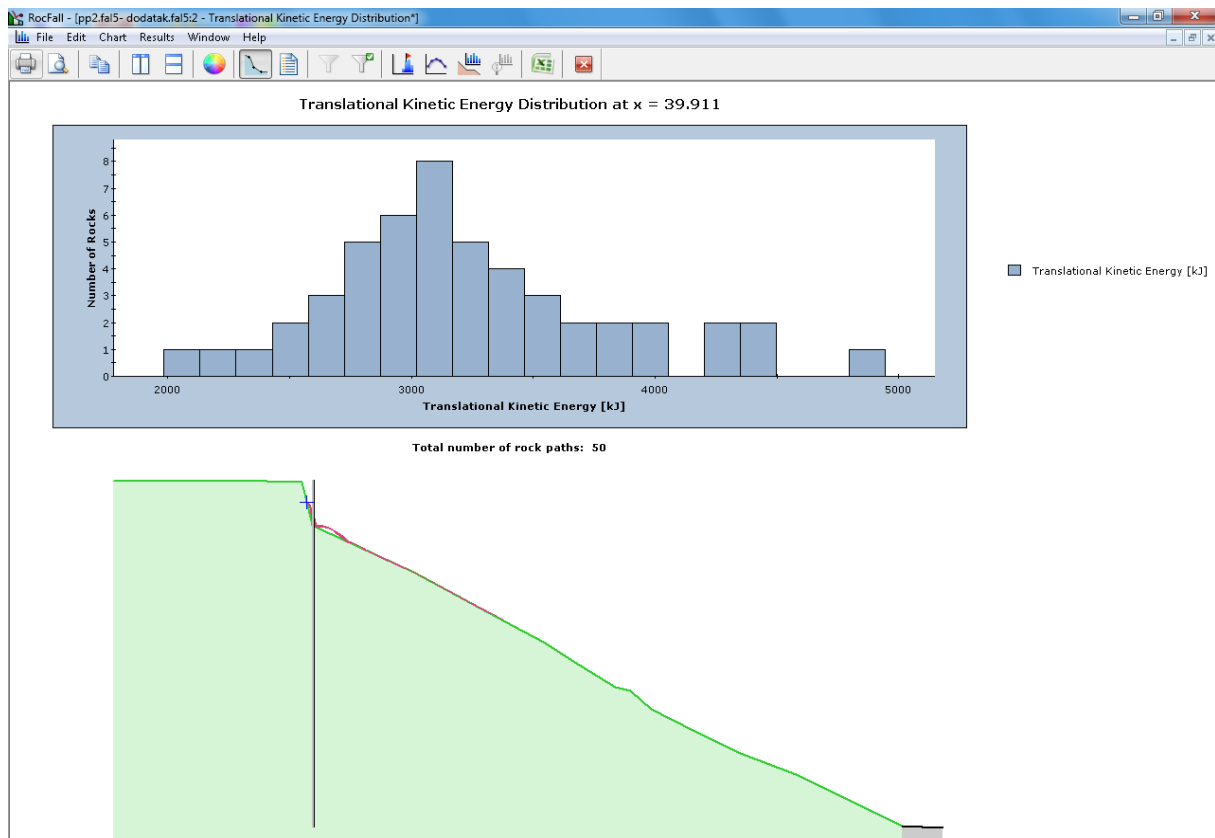 RocFall - [pp2.fal5- dodatak.fal5:2 - Translational Kinetic Energy Distribution*]
File Edit Chart Results Window Help
Translational Kinetic Energy Distribution at x = 39.911
8
7
6
5
4
3
2
1
0
Number of Rocks
2000 3000 4000 5000
Translational Kinetic Energy [kJ]
Translational Kinetic Energy [kJ]
Total number of rock paths: 50